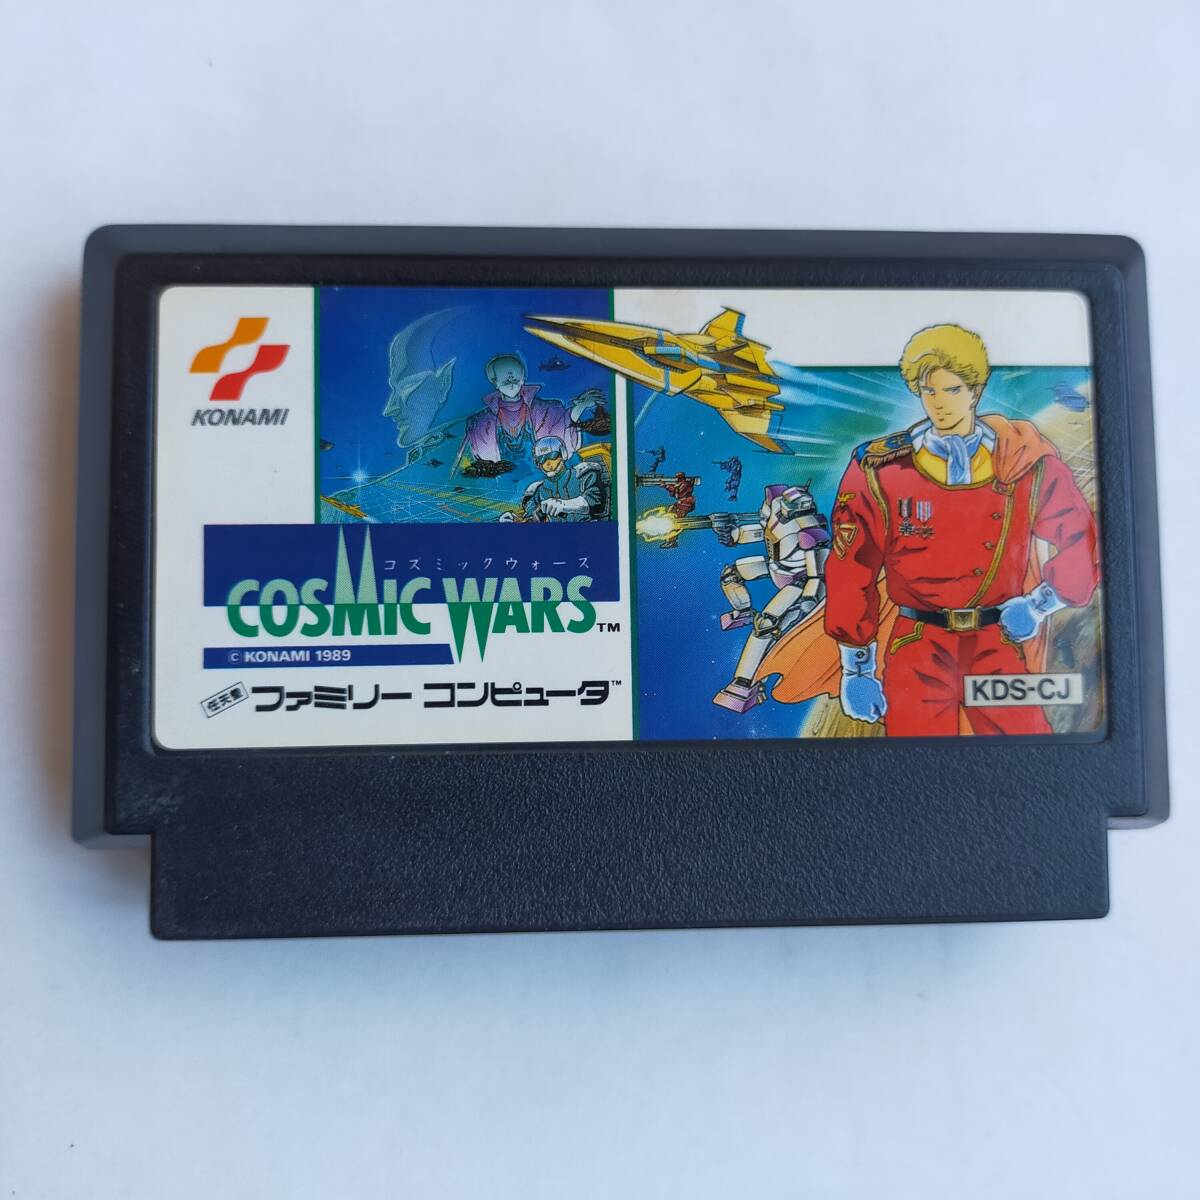 KONAMI
コズミックウォーズ
COSMIC WARS™
© KONAMI 1989
任天堂 ファミリー コンピュータ™
KDS-CJ